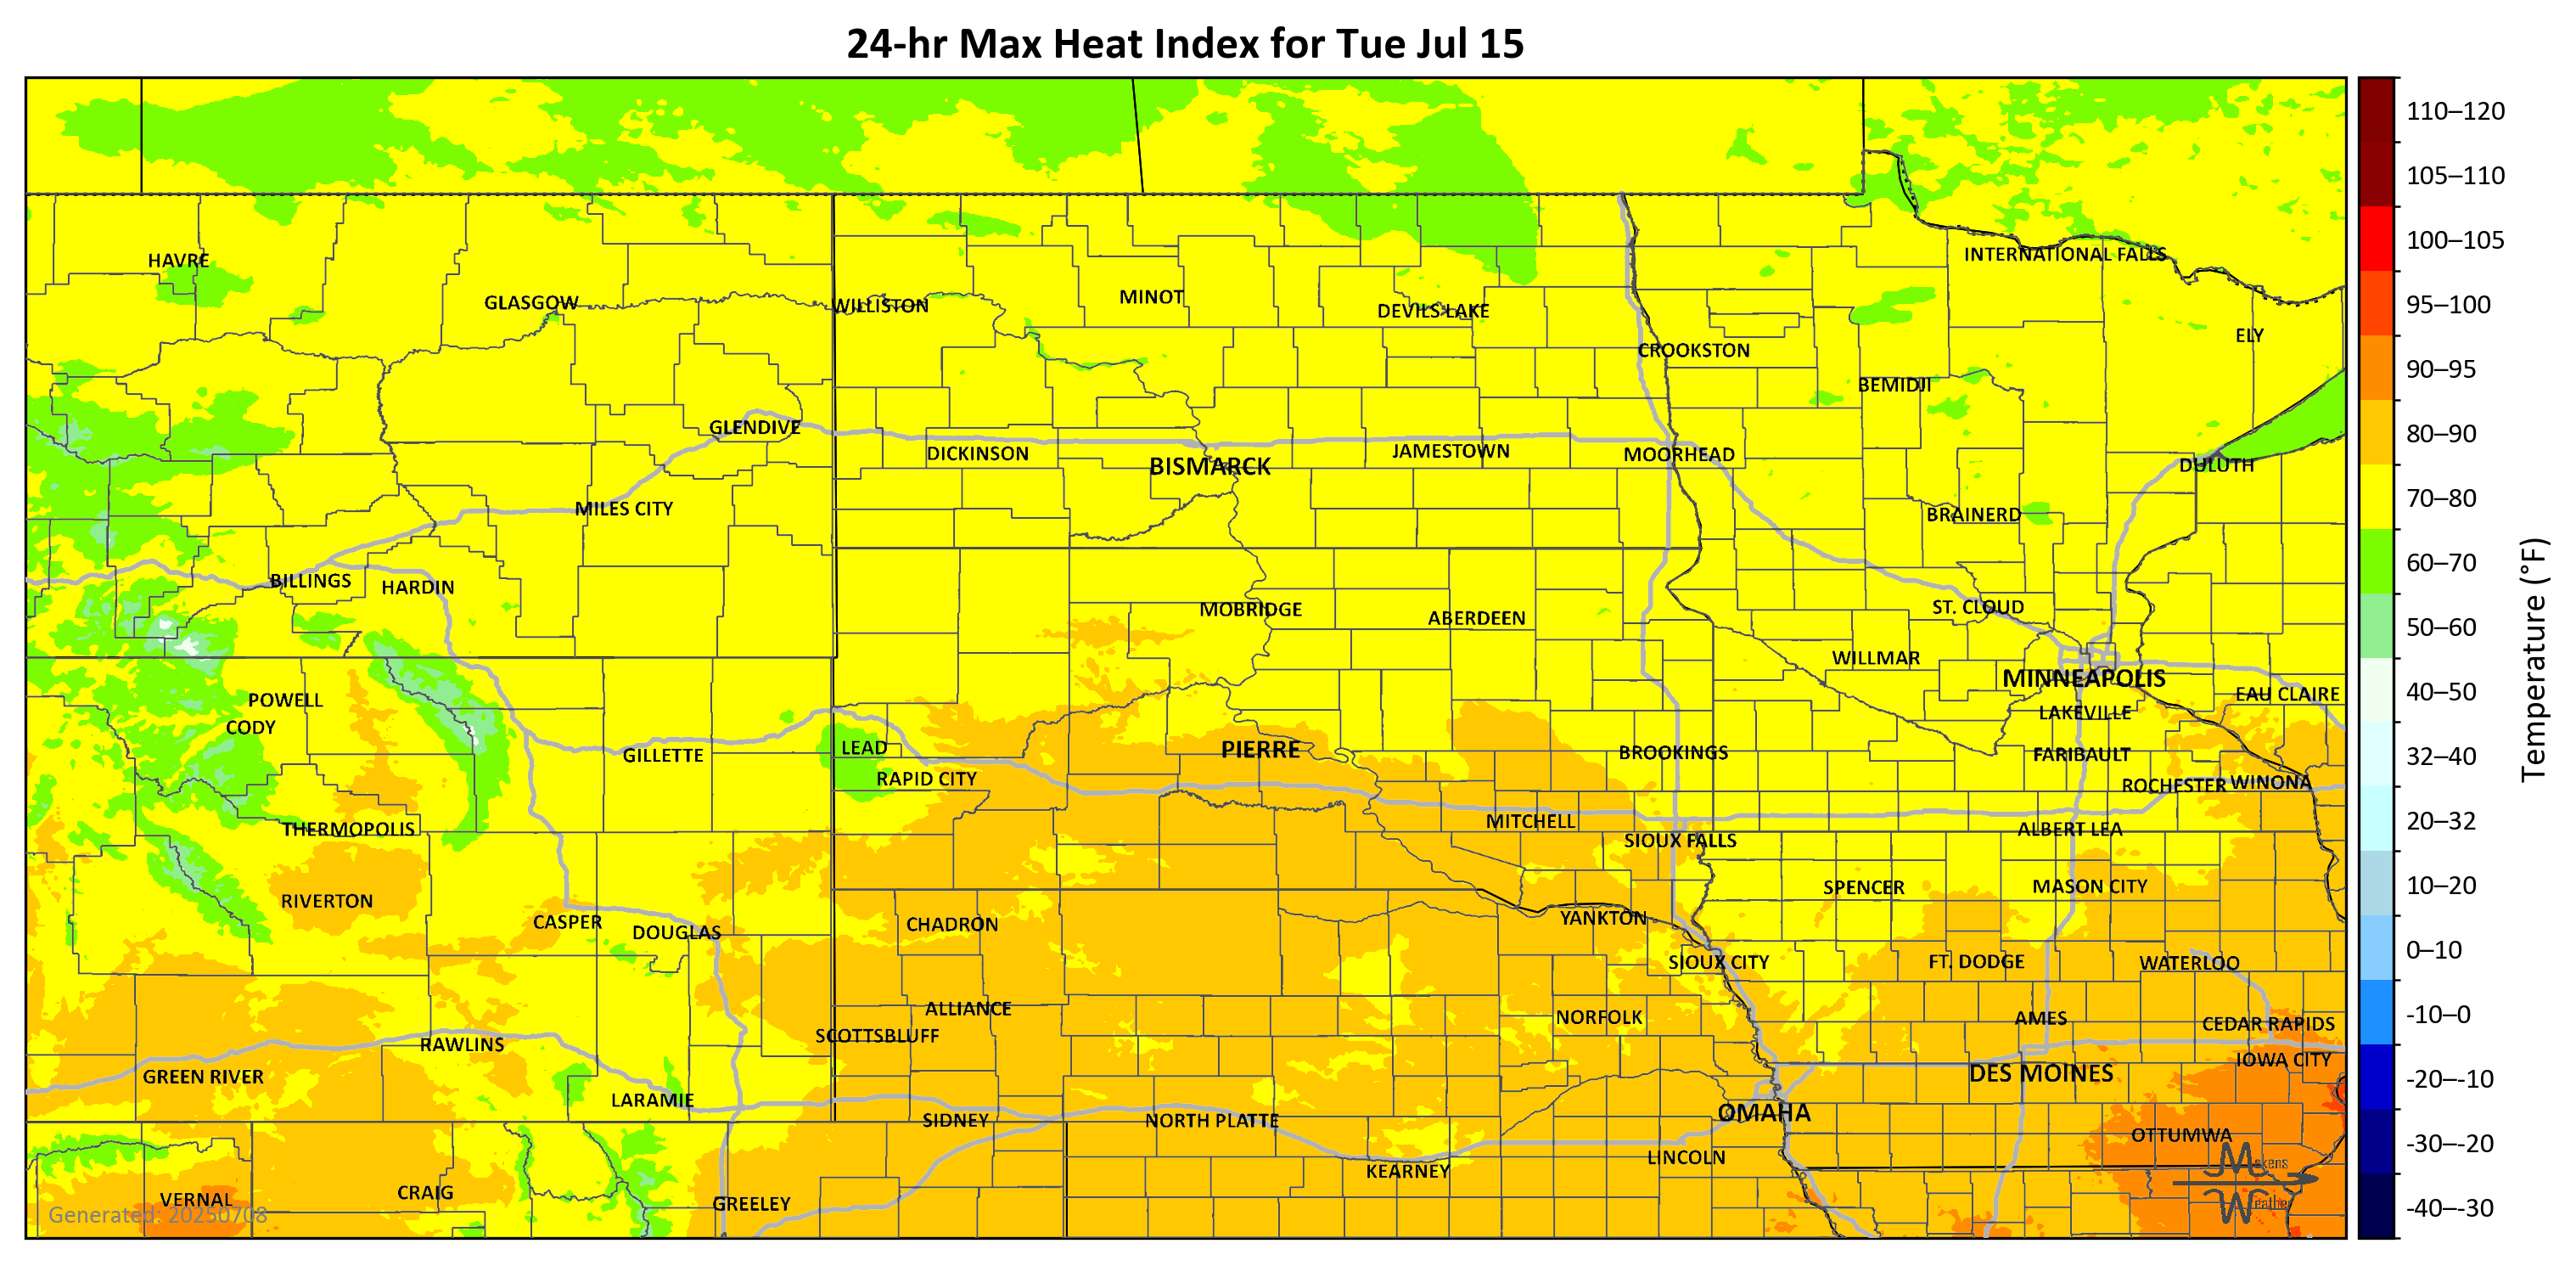 24-hr Max Heat Index for Tue Jul 15
110–120
105–110
HAVRE
INTERNATIONAL FALLS
100–105
GLASGOW
WILLISTON
MINOT
DEVILS LAKE
95–100
ELY
CROOKSTON
90–95
BEMIDJI
GLENDIVE
80–90
DICKINSON
BISMARCK
JAMESTOWN
MOORHEAD
DULUTH
MILES CITY
BRAINERD
70–80
BILLINGS
HARDIN
60–70
MOBRIDGE
ABERDEEN
ST. CLOUD
50–60
WILLMAR
MINNEAPOLIS
Temperature (°F)
POWELL
EAU CLAIRE
40–50
CODY
LAKEVILLE
GILLETTE
LEAD
PIERRE
BROOKINGS
FARIBAULT
32–40
RAPID CITY
ROCHESTER
WINONA
THERMOPOLIS
MITCHELL
SIOUX FALLS
ALBERT LEA
20–32
RIVERTON
SPENCER
MASON CITY
10–20
CASPER
DOUGLAS
CHADRON
YANKTON
SIOUX CITY
FT. DODGE
WATERLOO
0–10
ALLIANCE
NORFOLK
AMES
CEDAR RAPIDS
-10–0
RAWLINS
SCOTTSBLUFF
IOWA CITY
GREEN RIVER
DES MOINES
-20–-10
LARAMIE
SIDNEY
NORTH PLATTE
OMAHA
OTTUMWA
-30–-20
KEARNEY
LINCOLN
VERNAL
CRAIG
GREELEY
-40–-30
Generated: 20250708
Makens
Weather